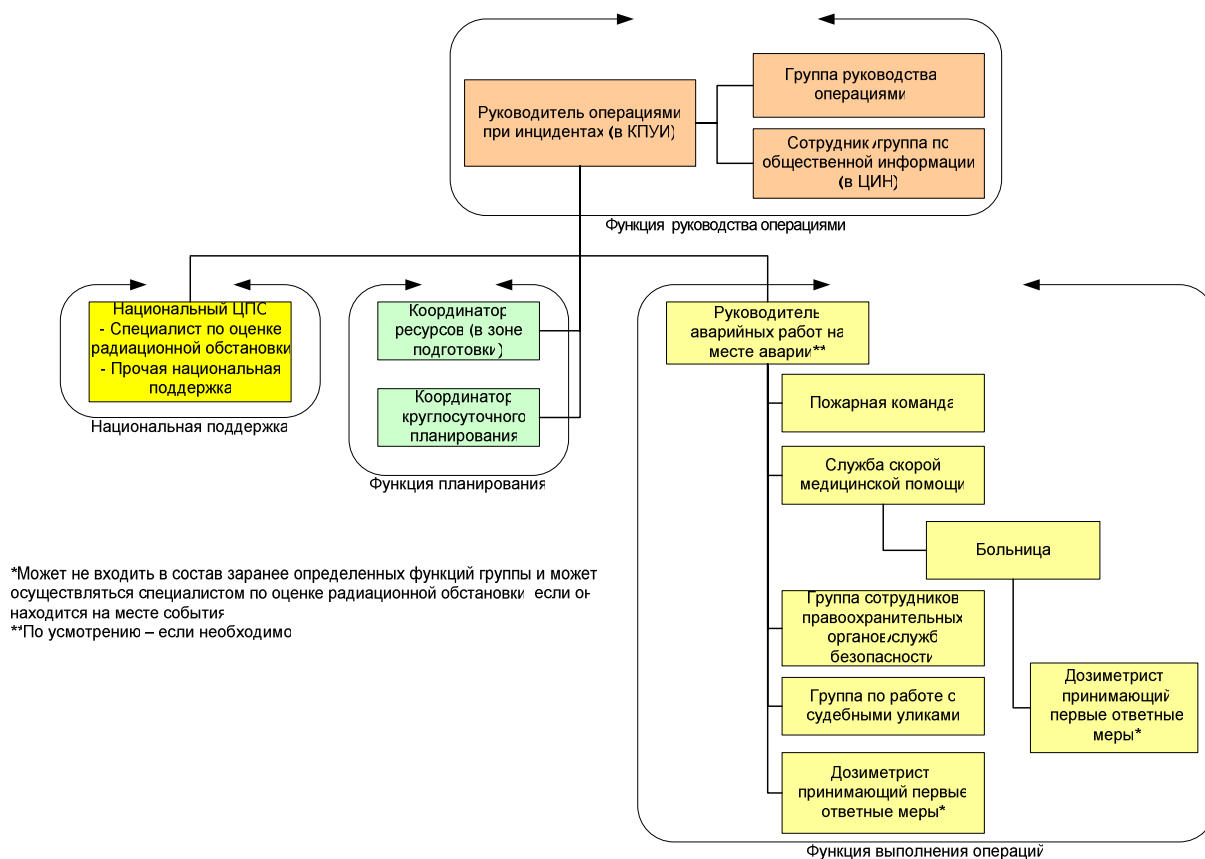 Группа руководства
операциями
Руководитель операциями
при инцидентах (в КПУИ)
Сотрудник/группа по
общественной информации
(в ЦИН)
Функция руководства операциями
Национальный ЦПС
- Специалист по оценке
радиационной обстановки
- Прочая национальная
поддержка
Национальная поддержка
Координатор
ресурсов (в зоне
подготовки)
Координатор
круглосуточного
планирования
Функция планирования
Руководитель
аварийных работ на
месте аварии**
Пожарная команда
Служба скорой
медицинской помощи
Больница
Группа сотрудников
правоохранительных
органов/служб
безопасности
Группа по работе с
судебными уликами
Дозиметрист
принимающий
первые ответные
меры*
Дозиметрист
принимающий первые
ответные меры*
Функция выполнения операций
*Может не входить в состав заранее определенных функций группы и может
осуществляться специалистом по оценке радиационной обстановки если он
находится на месте события
**По усмотрению – если необходимо